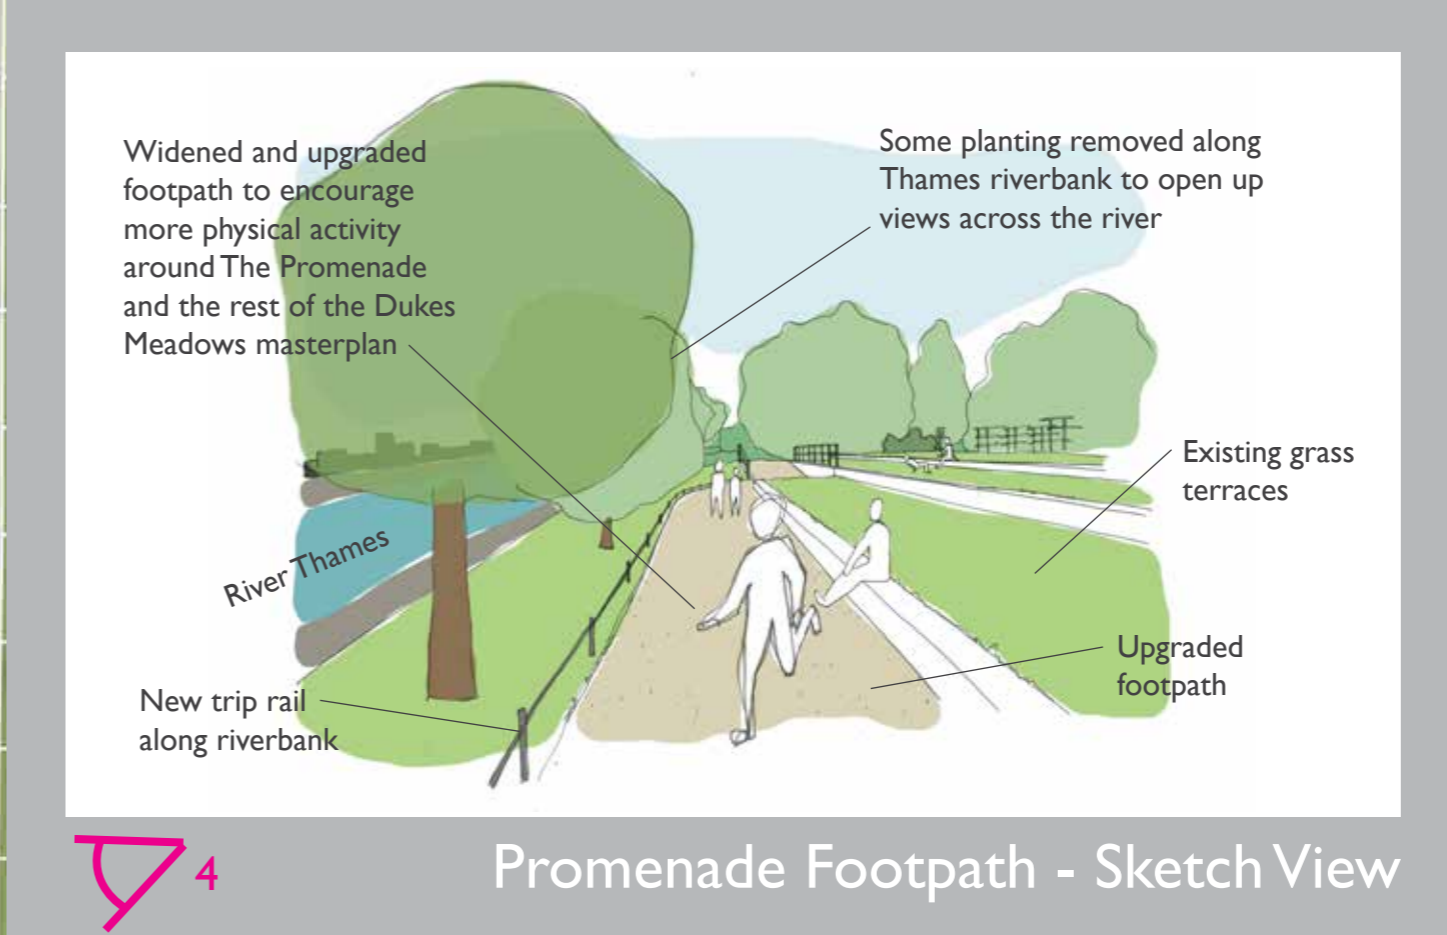 Widened and upgraded
footpath to encourage
more physical activity
around The Promenade
and the rest of the Dukes
Meadows masterplan
Some planting removed along
Thames riverbank to open up
views across the river
Existing grass
terraces
River Thames
Upgraded
footpath
New trip rail
along riverbank
4
Promenade Footpath - Sketch View